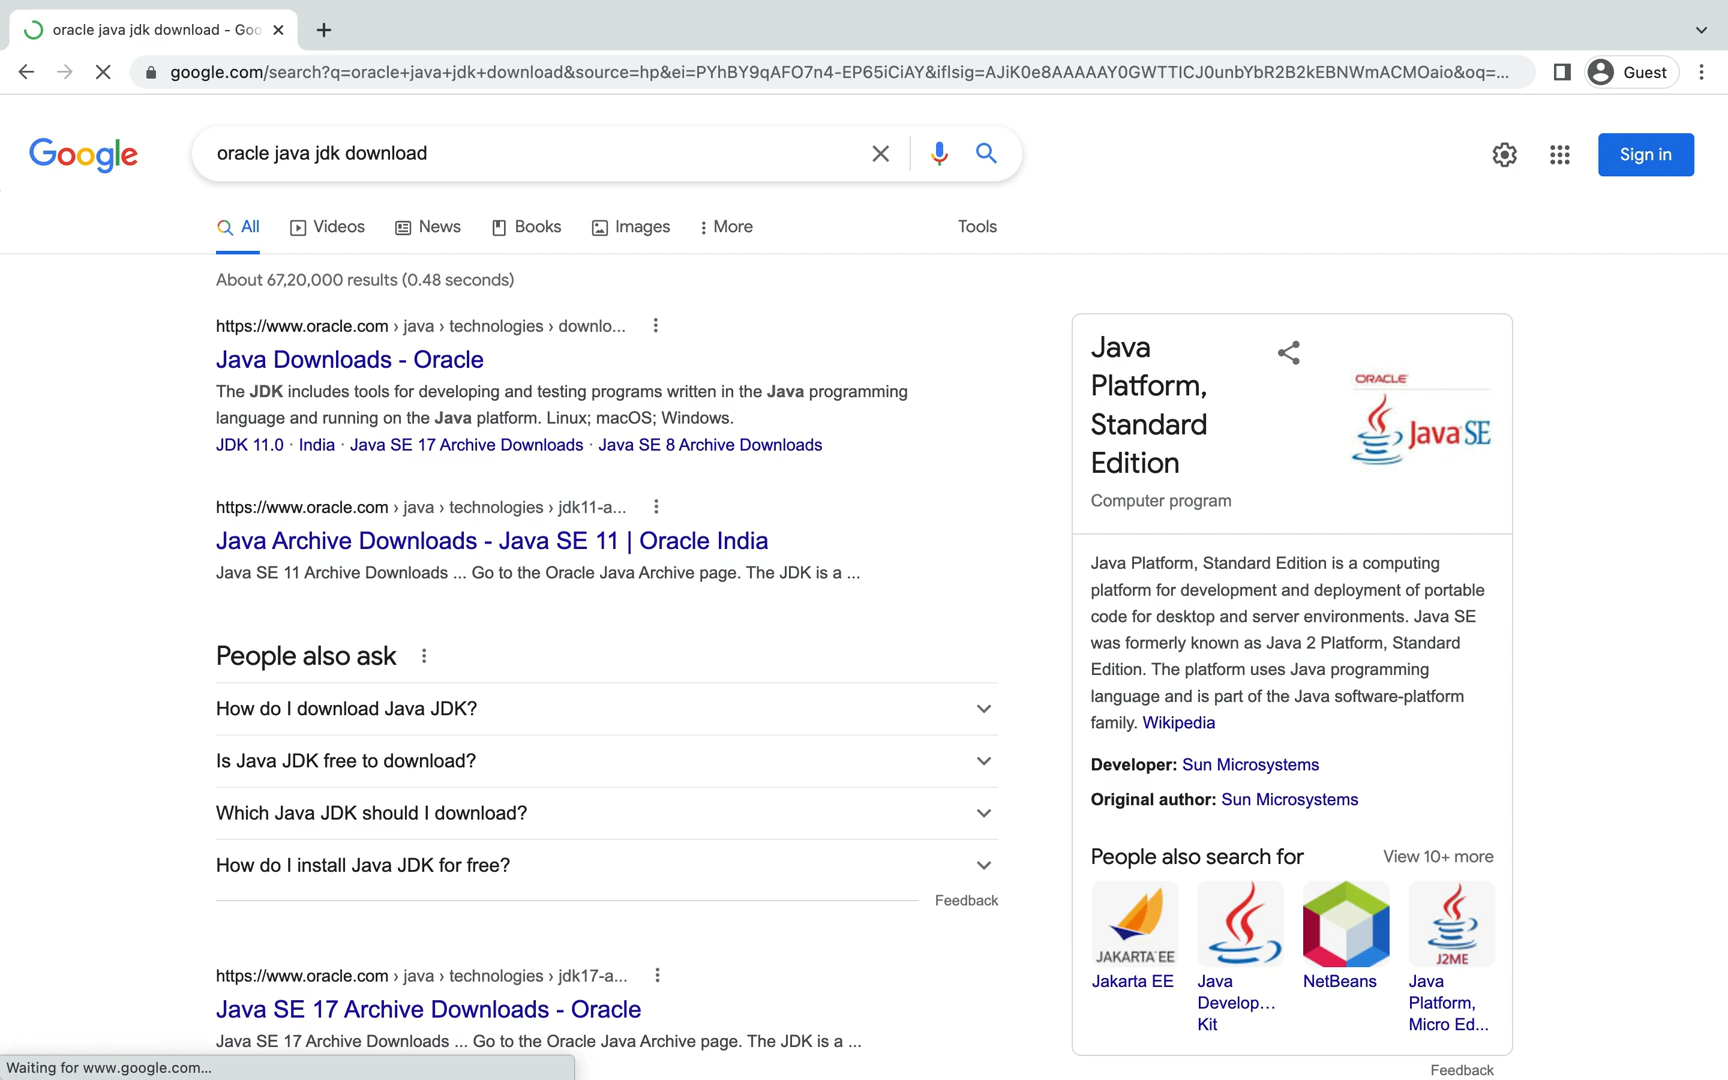 oracle java jdk download - Goo
google.com/search?q=oracle+java+jdk+download&source=hp&ei=PYhBY9qAFO7n4-EP65iCiAY&iflsig=AJiK0e8AAAAAY0GWTTICJ0unbYbR2B2kEBNWmACMOaio&oq=...
Guest
Google
oracle java jdk download
Sign in
All
Videos
News
Books
Images
More
Tools
About 67,20,000 results (0.48 seconds)
https://www.oracle.com › java › technologies › downlo...
Java Downloads - Oracle
The JDK includes tools for developing and testing programs written in the Java programming
language and running on the Java platform. Linux; macOS; Windows.
JDK 11.0 · India · Java SE 17 Archive Downloads · Java SE 8 Archive Downloads
https://www.oracle.com › java › technologies › jdk11-a...
Java Archive Downloads - Java SE 11 | Oracle India
Java SE 11 Archive Downloads ... Go to the Oracle Java Archive page. The JDK is a ...
People also ask
How do I download Java JDK?
Is Java JDK free to download?
Which Java JDK should I download?
How do I install Java JDK for free?
Feedback
https://www.oracle.com › java › technologies › jdk17-a...
Java SE 17 Archive Downloads - Oracle
Java SE 17 Archive Downloads ... Go to the Oracle Java Archive page. The JDK is a ...
Waiting for www.google.com...
Java
Platform,
Standard
Edition
Computer program
ORACLE
Java SE
Java Platform, Standard Edition is a computing
platform for development and deployment of portable
code for desktop and server environments. Java SE
was formerly known as Java 2 Platform, Standard
Edition. The platform uses Java programming
language and is part of the Java software-platform
family. Wikipedia
Developer: Sun Microsystems
Original author: Sun Microsystems
People also search for
View 10+ more
JAKARTA EE
J2ME
Jakarta EE
Java
Develop...
Kit
NetBeans
Java
Platform,
Micro Ed...
Feedback